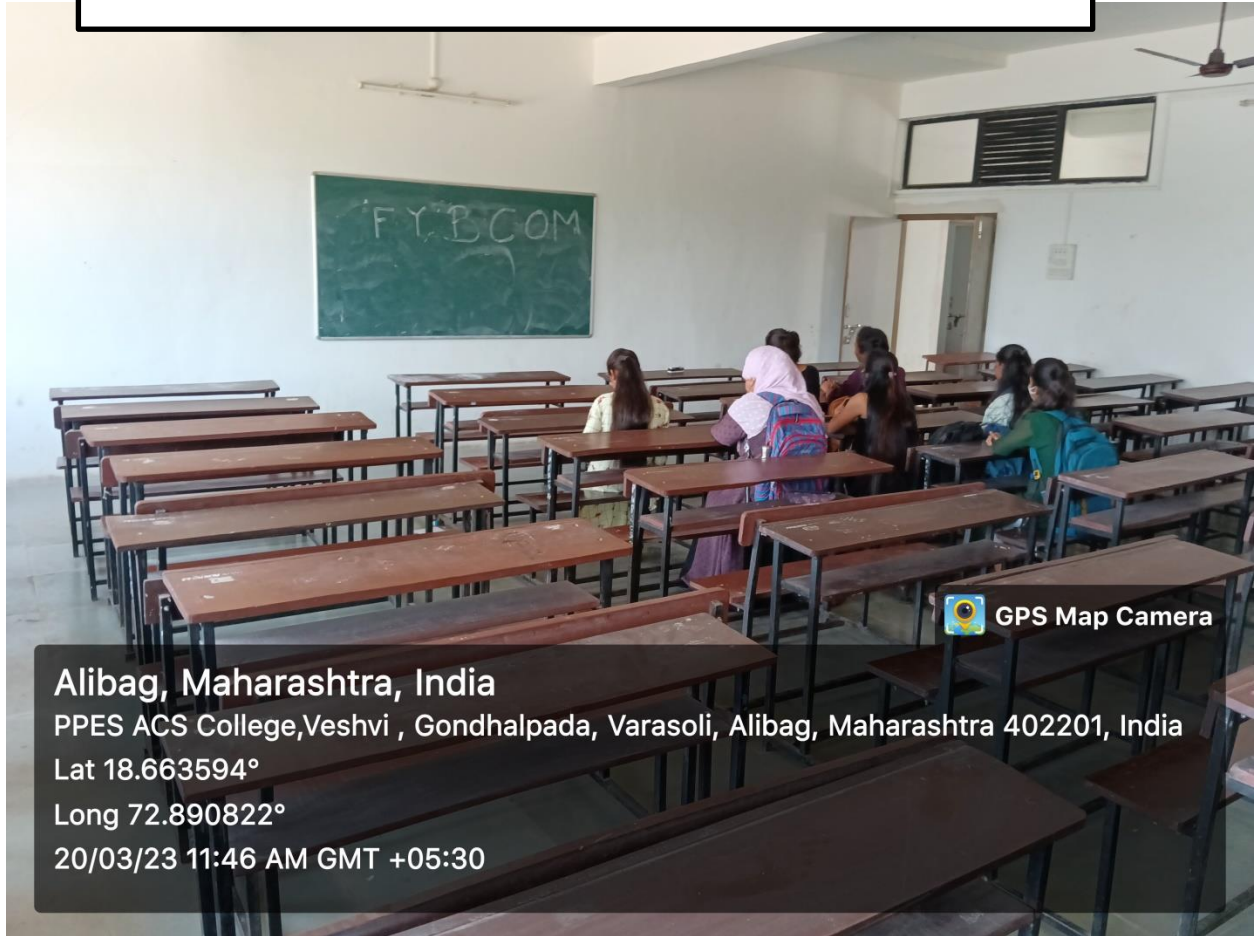 F.Y.BCOM
GPS Map Camera
Alibag, Maharashtra, India
PPES ACS College,Veshvi , Gondhalpada, Varasoli, Alibag, Maharashtra 402201, India
Lat 18.663594°
Long 72.890822°
20/03/23 11:46 AM GMT +05:30